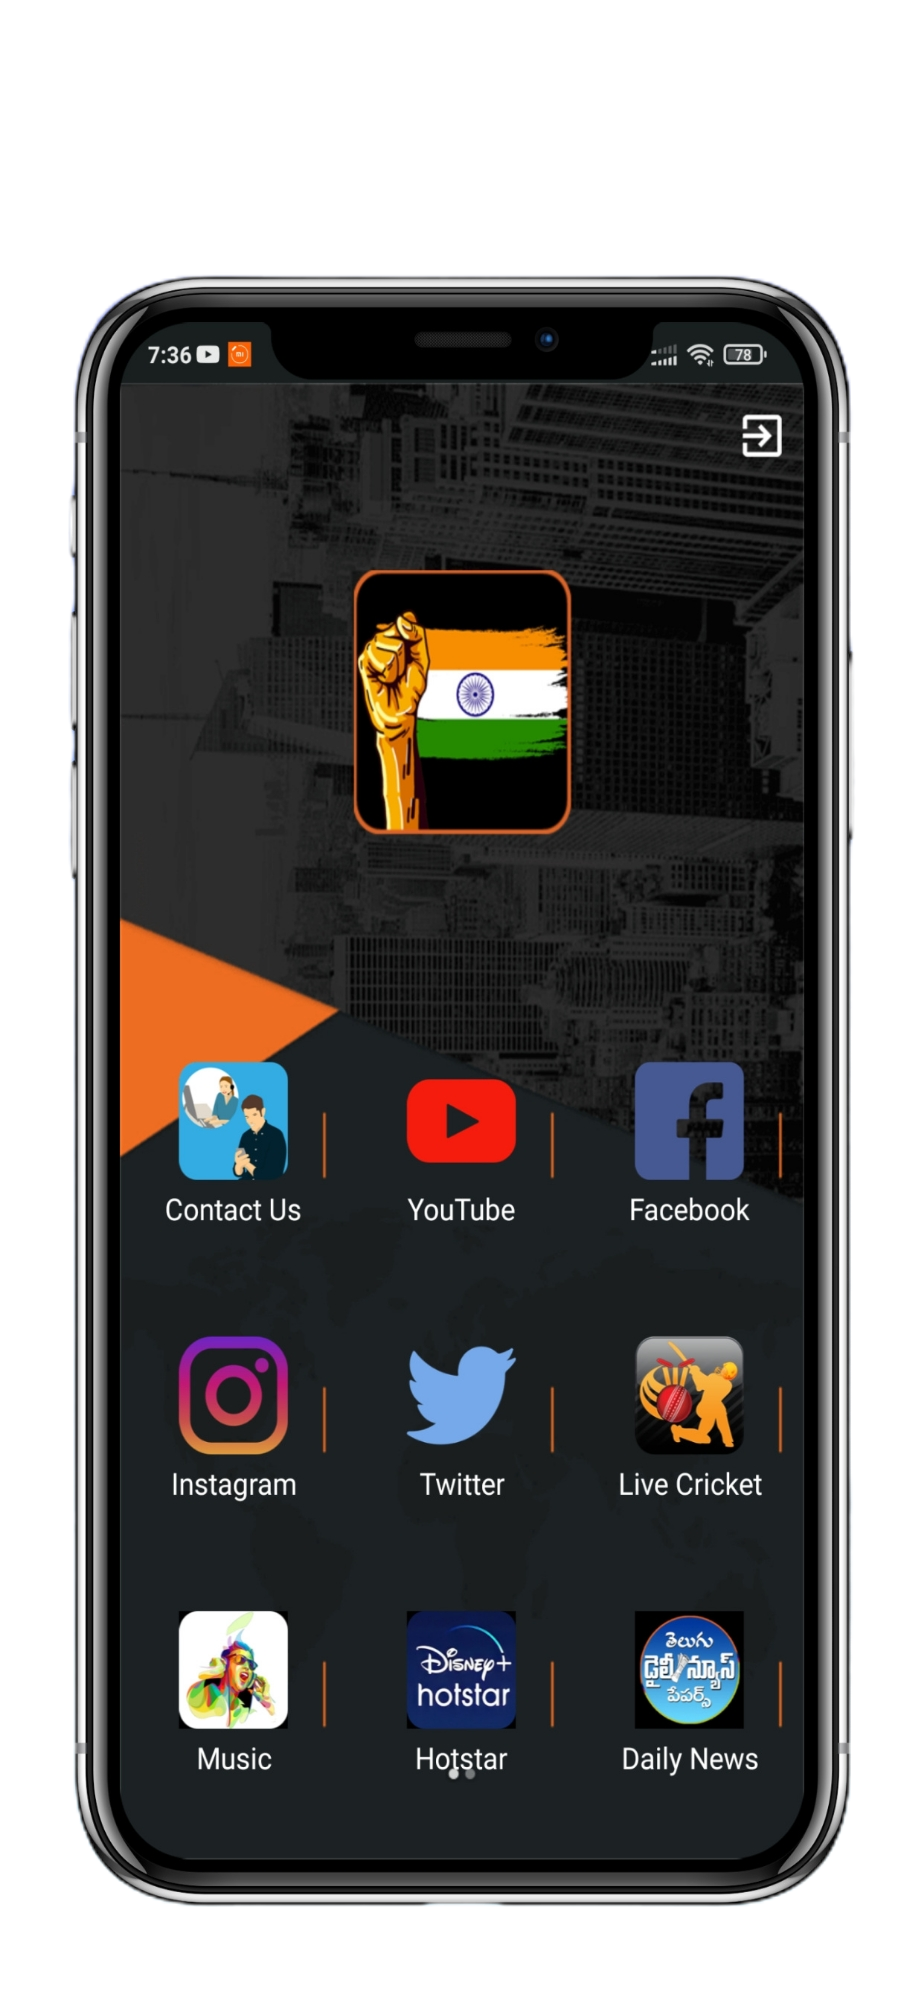 7:36
78
Contact Us
YouTube
Facebook
Instagram
Twitter
Live Cricket
Disney+
hotstar
తెలుగు
డైలీ న్యూస్
పేపర్స్
Music
Hotstar
Daily News